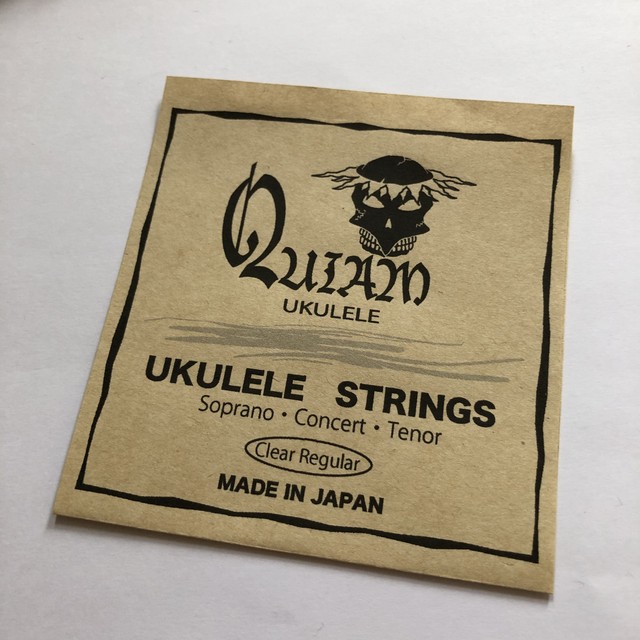 QUIAM
UKULELE
UKULELE STRINGS
Soprano・Concert・Tenor
Clear Regular
MADE IN JAPAN